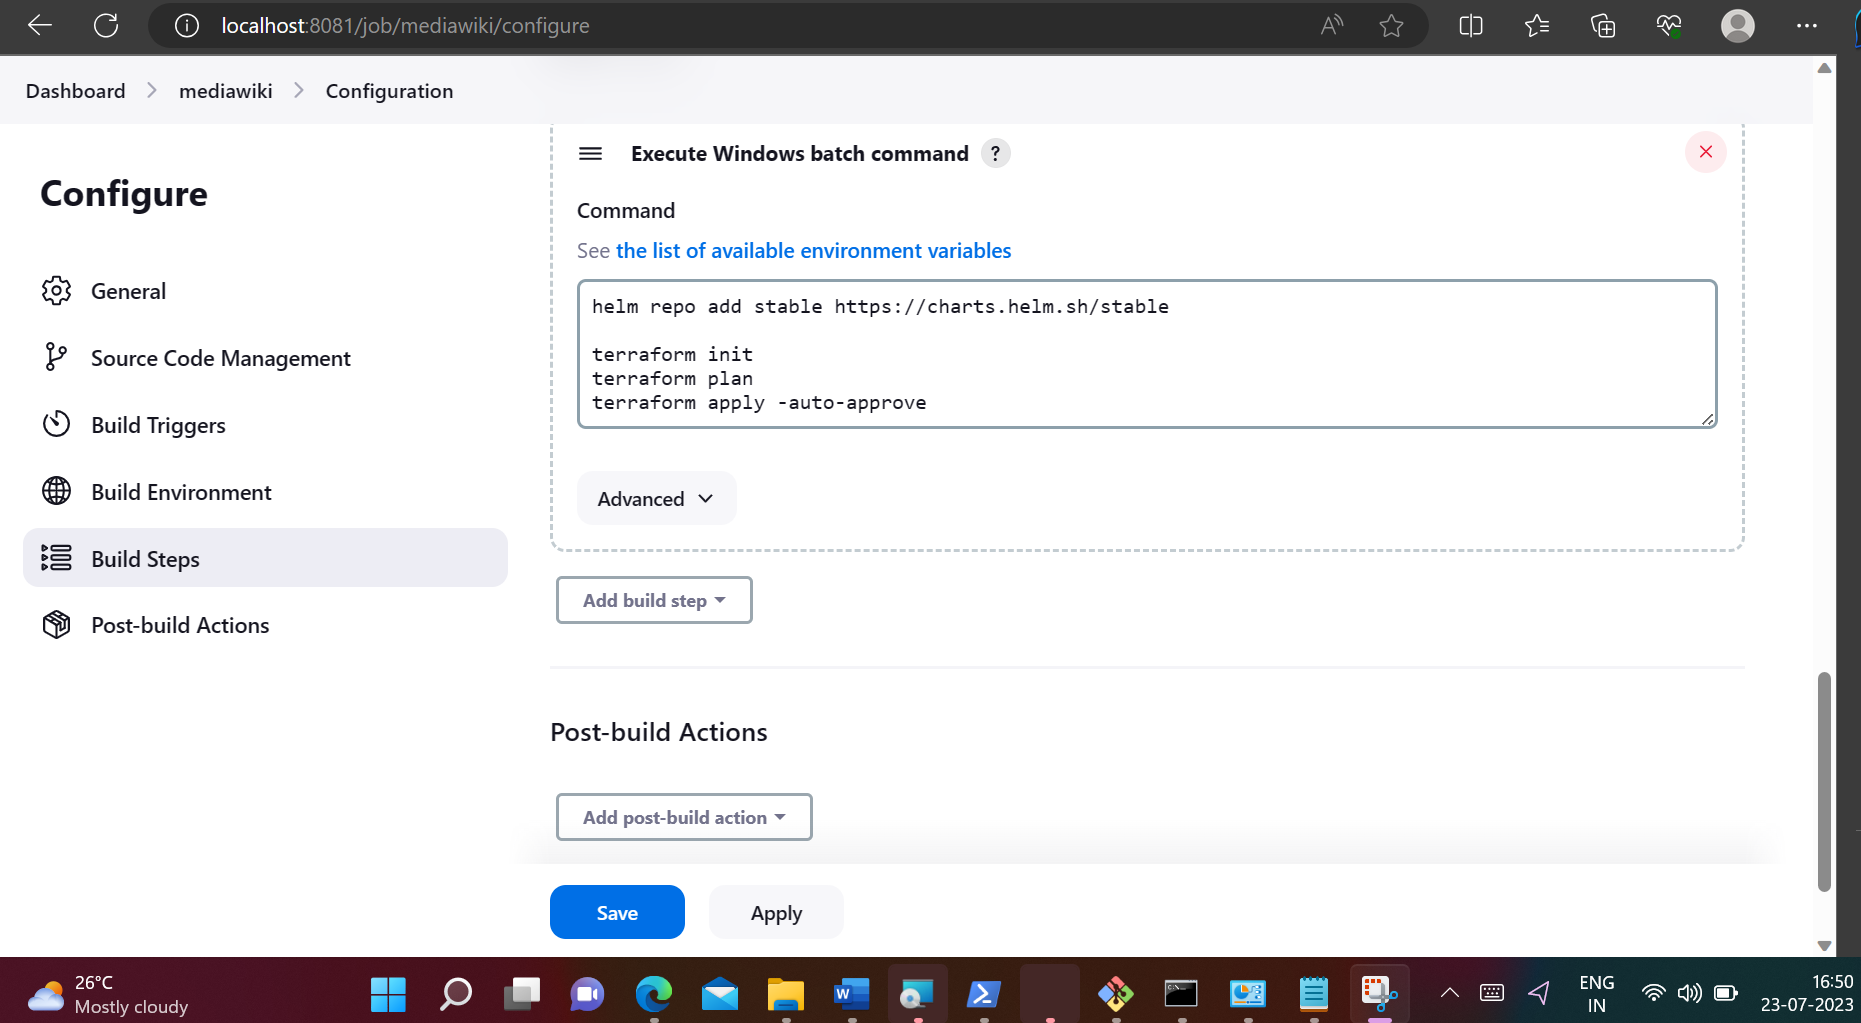 localhost:8081/job/mediawiki/configure
Dashboard > mediawiki > Configuration
Configure
General
Source Code Management
Build Triggers
Build Environment
Build Steps
Post-build Actions
Execute Windows batch command ?
Command
See the list of available environment variables
helm repo add stable https://charts.helm.sh/stable
terraform init
terraform plan
terraform apply -auto-approve
Advanced
Add build step
Post-build Actions
Add post-build action
Save
Apply
26°C
Mostly cloudy
ENG
IN
16:50
23-07-2023